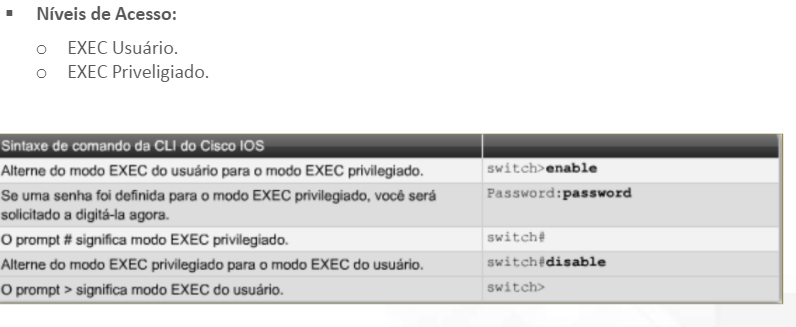 ▪ Níveis de Acesso:
o EXEC Usuário.
o EXEC Priveligiado.
Sintaxe de comando da CLI do Cisco IOS
Alterne do modo EXEC do usuário para o modo EXEC privilegiado. switch>enable
Se uma senha foi definida para o modo EXEC privilegiado, você será Password:password
solicitado a digitá-la agora.
O prompt # significa modo EXEC privilegiado. switch#
Alterne do modo EXEC privilegiado para o modo EXEC do usuário. switch#disable
O prompt > significa modo EXEC do usuário. switch>